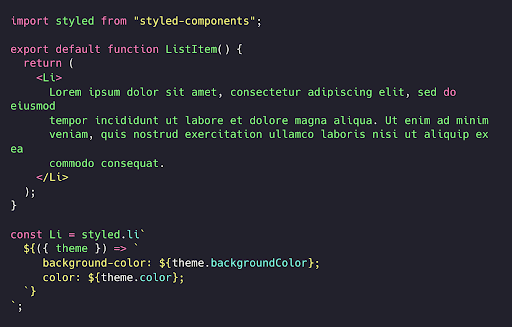 import styled from "styled-components";

export default function ListItem() {
  return (
    <Li>
      Lorem ipsum dolor sit amet, consectetur adipiscing elit, sed do
eiusmod
      tempor incididunt ut labore et dolore magna aliqua. Ut enim ad minim
      veniam, quis nostrud exercitation ullamco laboris nisi ut aliquip ex
ea
      commodo consequat.
    </Li>
  );
}

const Li = styled.li`
  ${({ theme }) => `
     background-color: ${theme.backgroundColor};
     color: ${theme.color};
  `}
`;